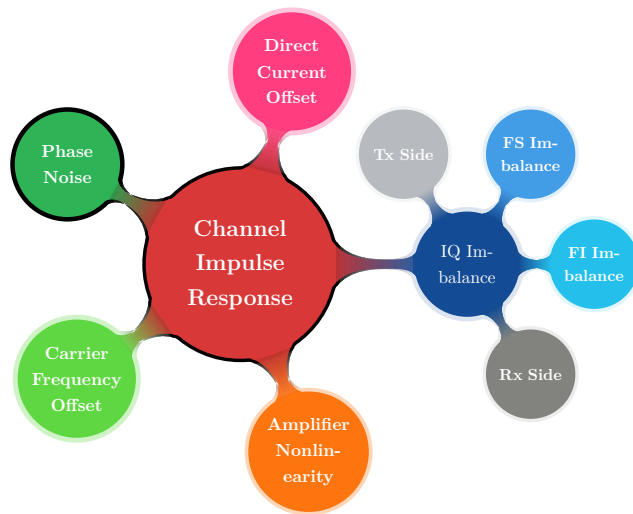 Direct
Current
Offset
Phase
Noise
Channel
Impulse
Response
Tx Side
FS Im-
balance
IQ Im-
balance
FI Im-
balance
Rx Side
Carrier
Frequency
Offset
Amplifier
Nonlin-
earity